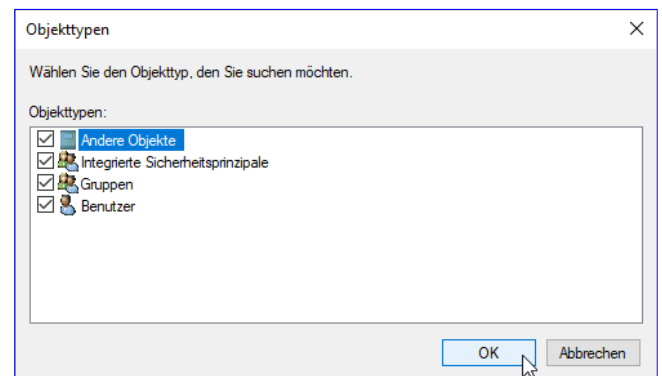 Objekttypen
Wählen Sie den Objekttyp, den Sie suchen möchten.
Objekttypen:
Andere Objekte
Integrierte Sicherheitsprinzipale
Gruppen
Benutzer
OK
Abbrechen